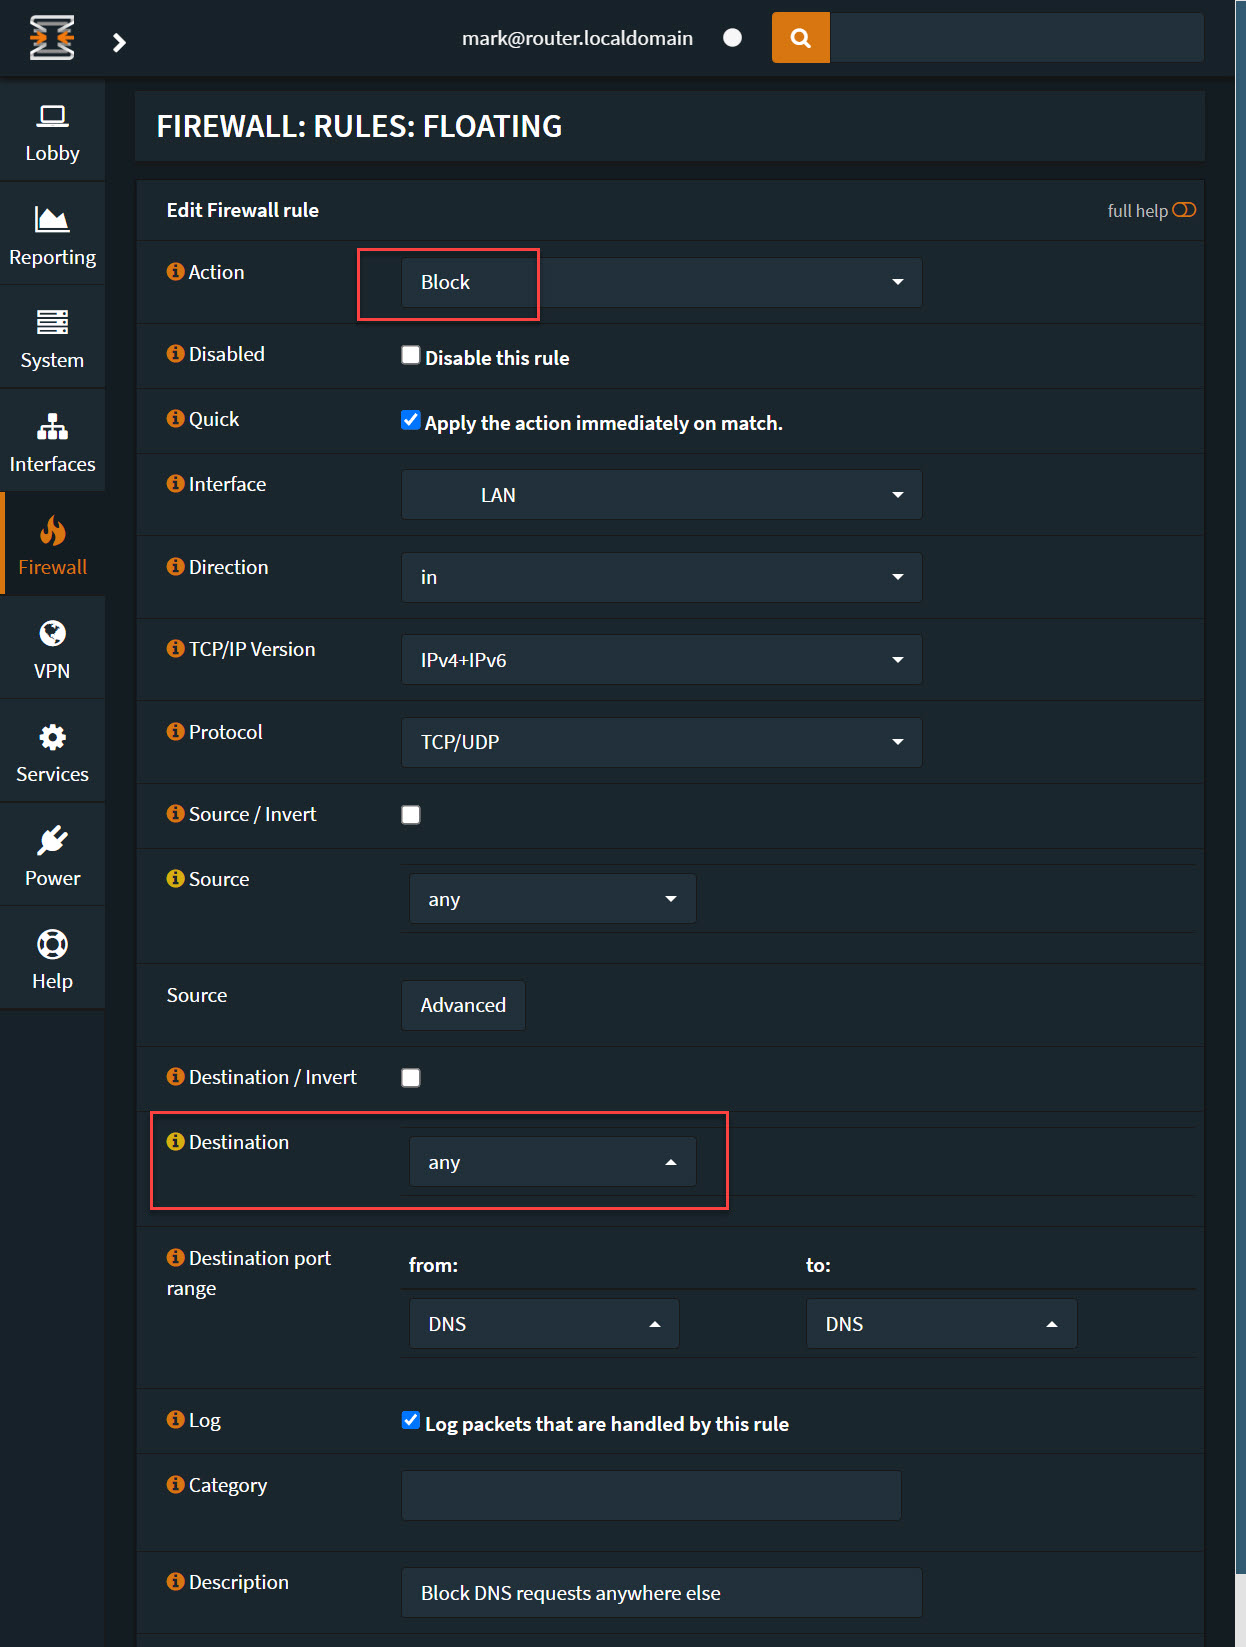 mark@router.localdomain
Lobby
Reporting
System
Interfaces
Firewall
VPN
Services
Power
Help
FIREWALL: RULES: FLOATING
Edit Firewall rule
full help
Action
Block
Disabled
Disable this rule
Quick
Apply the action immediately on match.
Interface
LAN
Direction
in
TCP/IP Version
IPv4+IPv6
Protocol
TCP/UDP
Source / Invert
Source
any
Source
Advanced
Destination / Invert
Destination
any
Destination port
range
from:
to:
DNS
DNS
Log
Log packets that are handled by this rule
Category
Description
Block DNS requests anywhere else